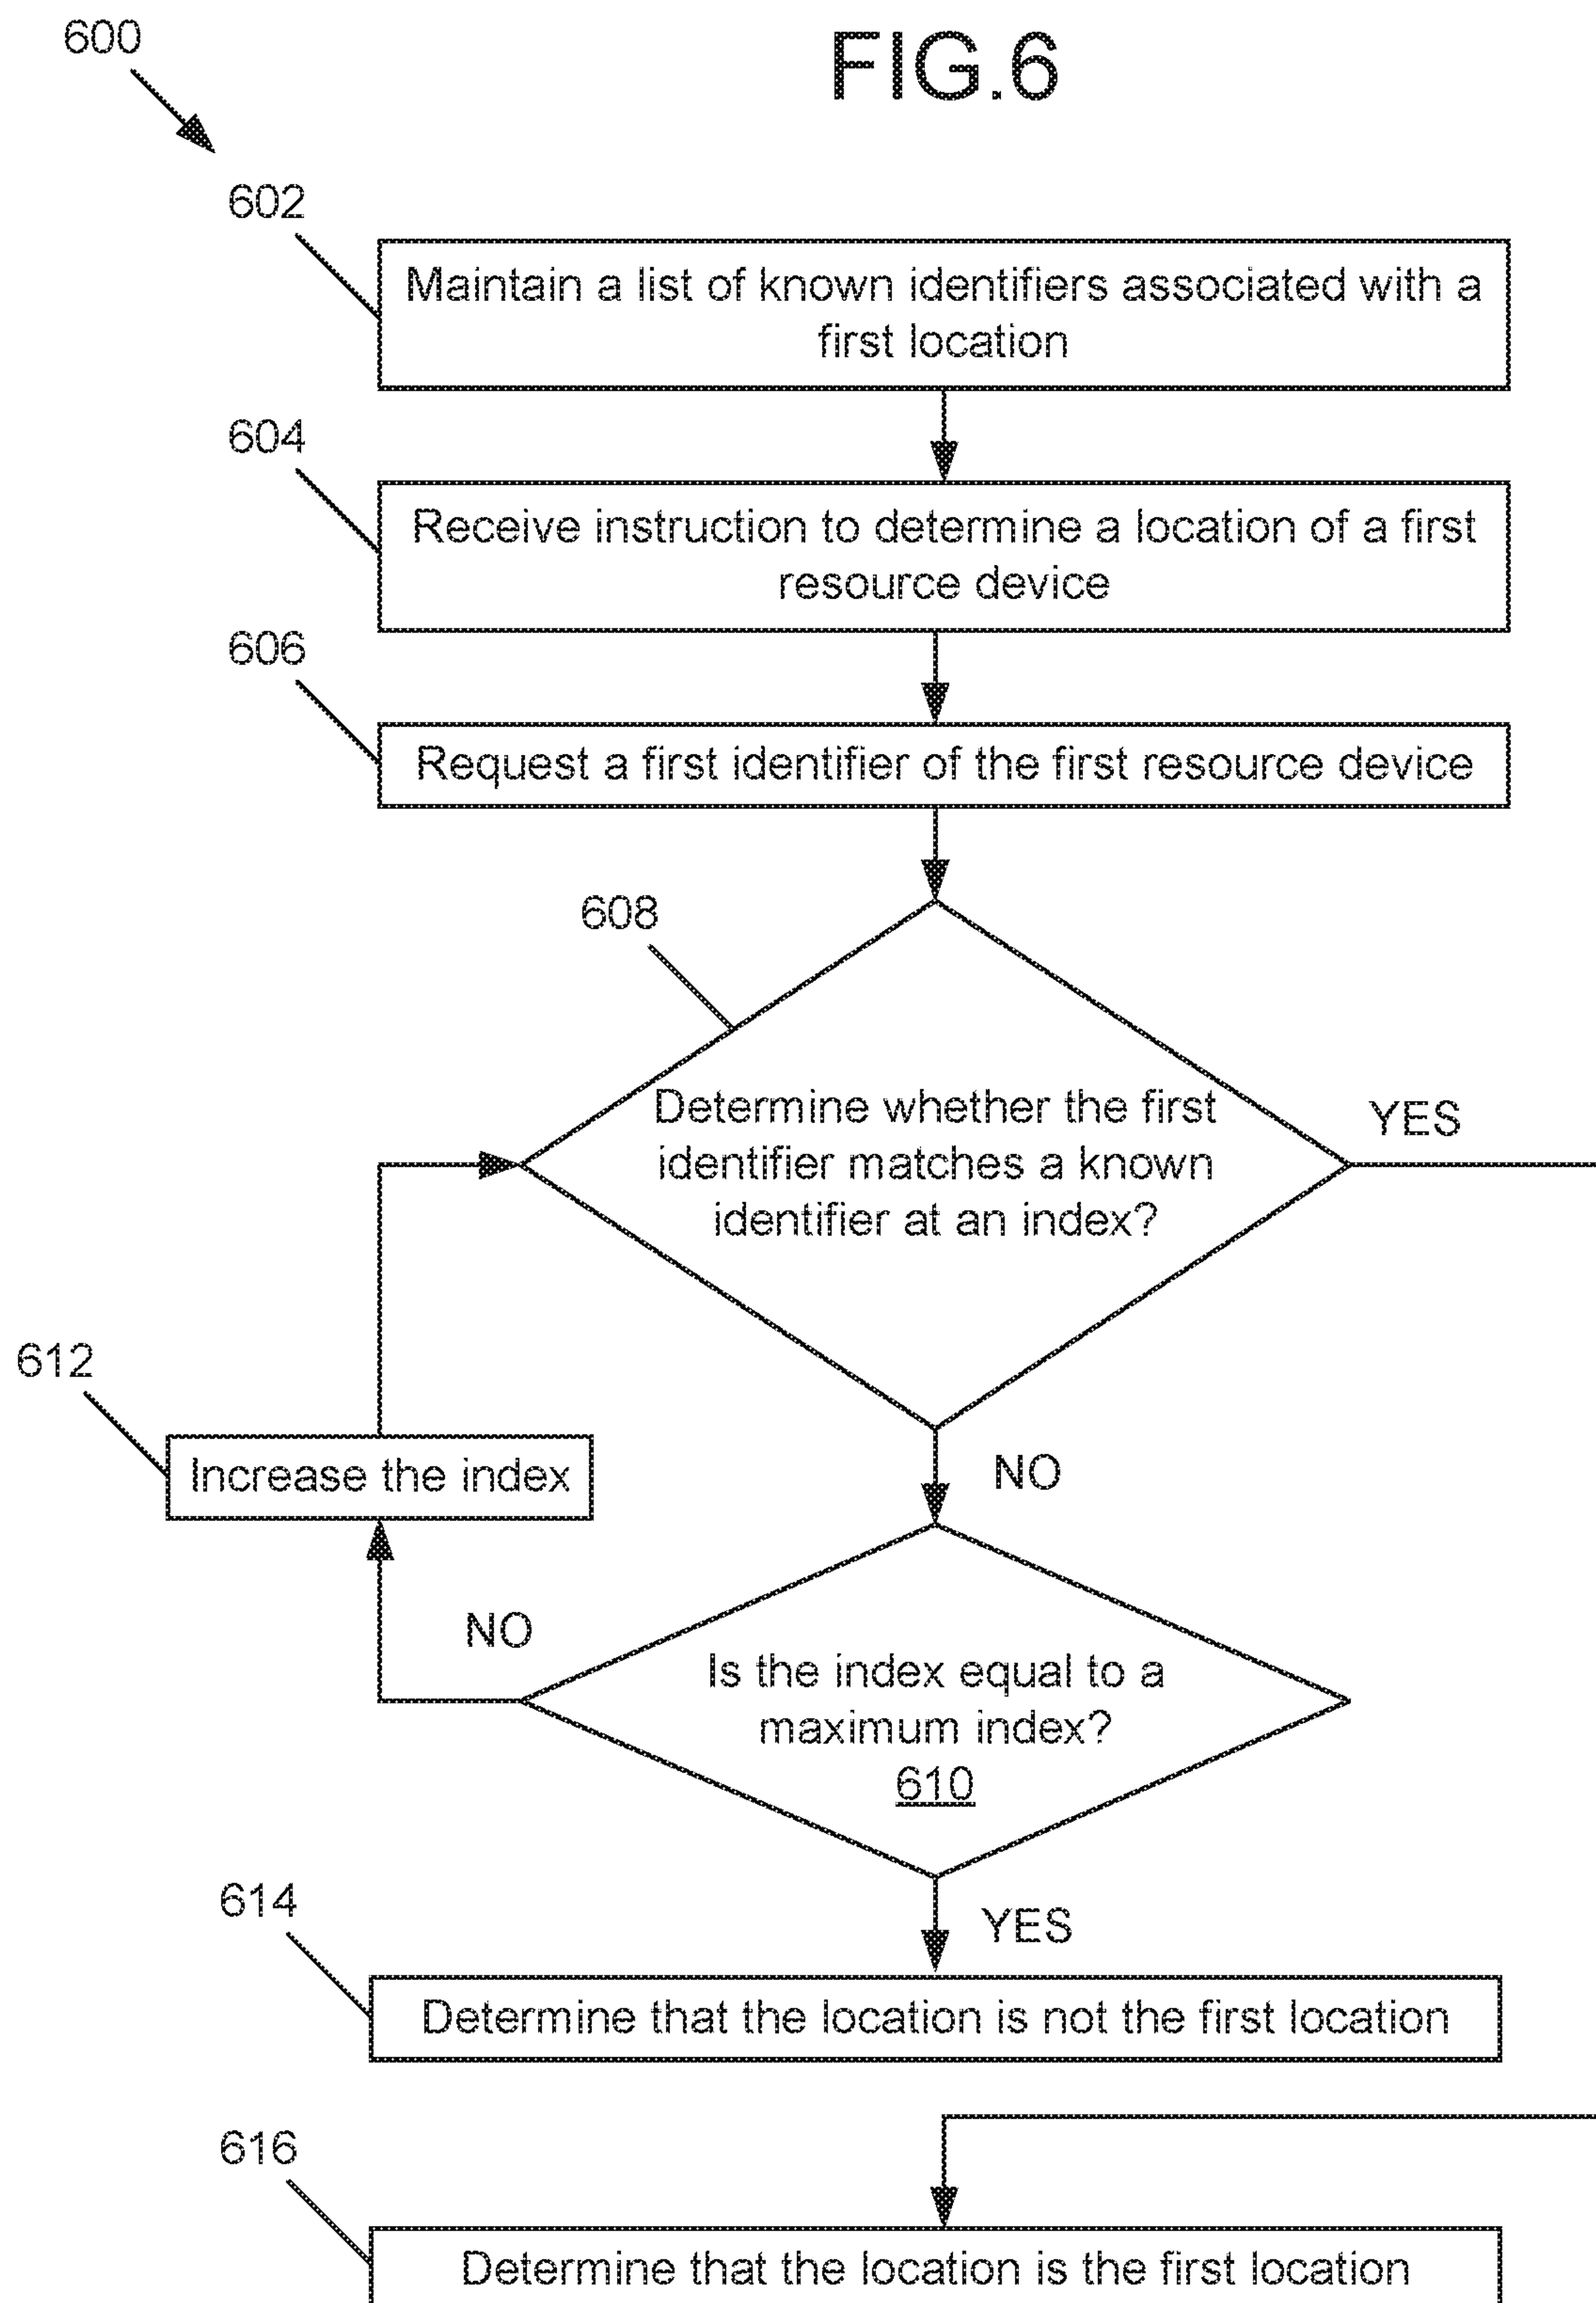 600
FIG.6
602
Maintain a list of known identifiers associated with a
first location
604
Receive instruction to determine a location of a first
resource device
606
Request a first identifier of the first resource device
608
Determine whether the first
identifier matches a known
identifier at an index?
YES
612
Increase the index
NO
NO
Is the index equal to a
maximum index?
610
614
YES
Determine that the location is not the first location
616
Determine that the location is the first location